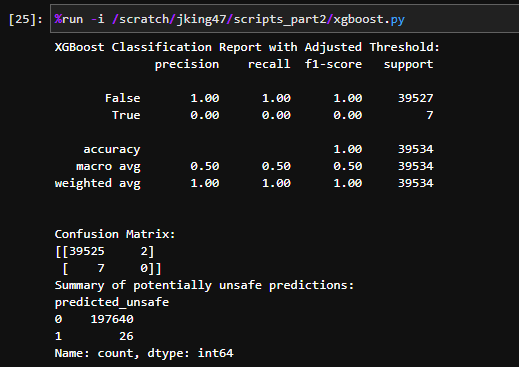 [25]: %run -i /scratch/jking47/scripts_part2/xgboost.py
XGBoost Classification Report with Adjusted Threshold:
precision recall f1-score support
False 1.00 1.00 1.00 39527
True 0.00 0.00 0.00 7
accuracy 1.00 39534
macro avg 0.50 0.50 0.50 39534
weighted avg 1.00 1.00 1.00 39534
Confusion Matrix:
[[39525 2]
[ 7 0]]
Summary of potentially unsafe predictions:
predicted_unsafe
0 197640
1 26
Name: count, dtype: int64